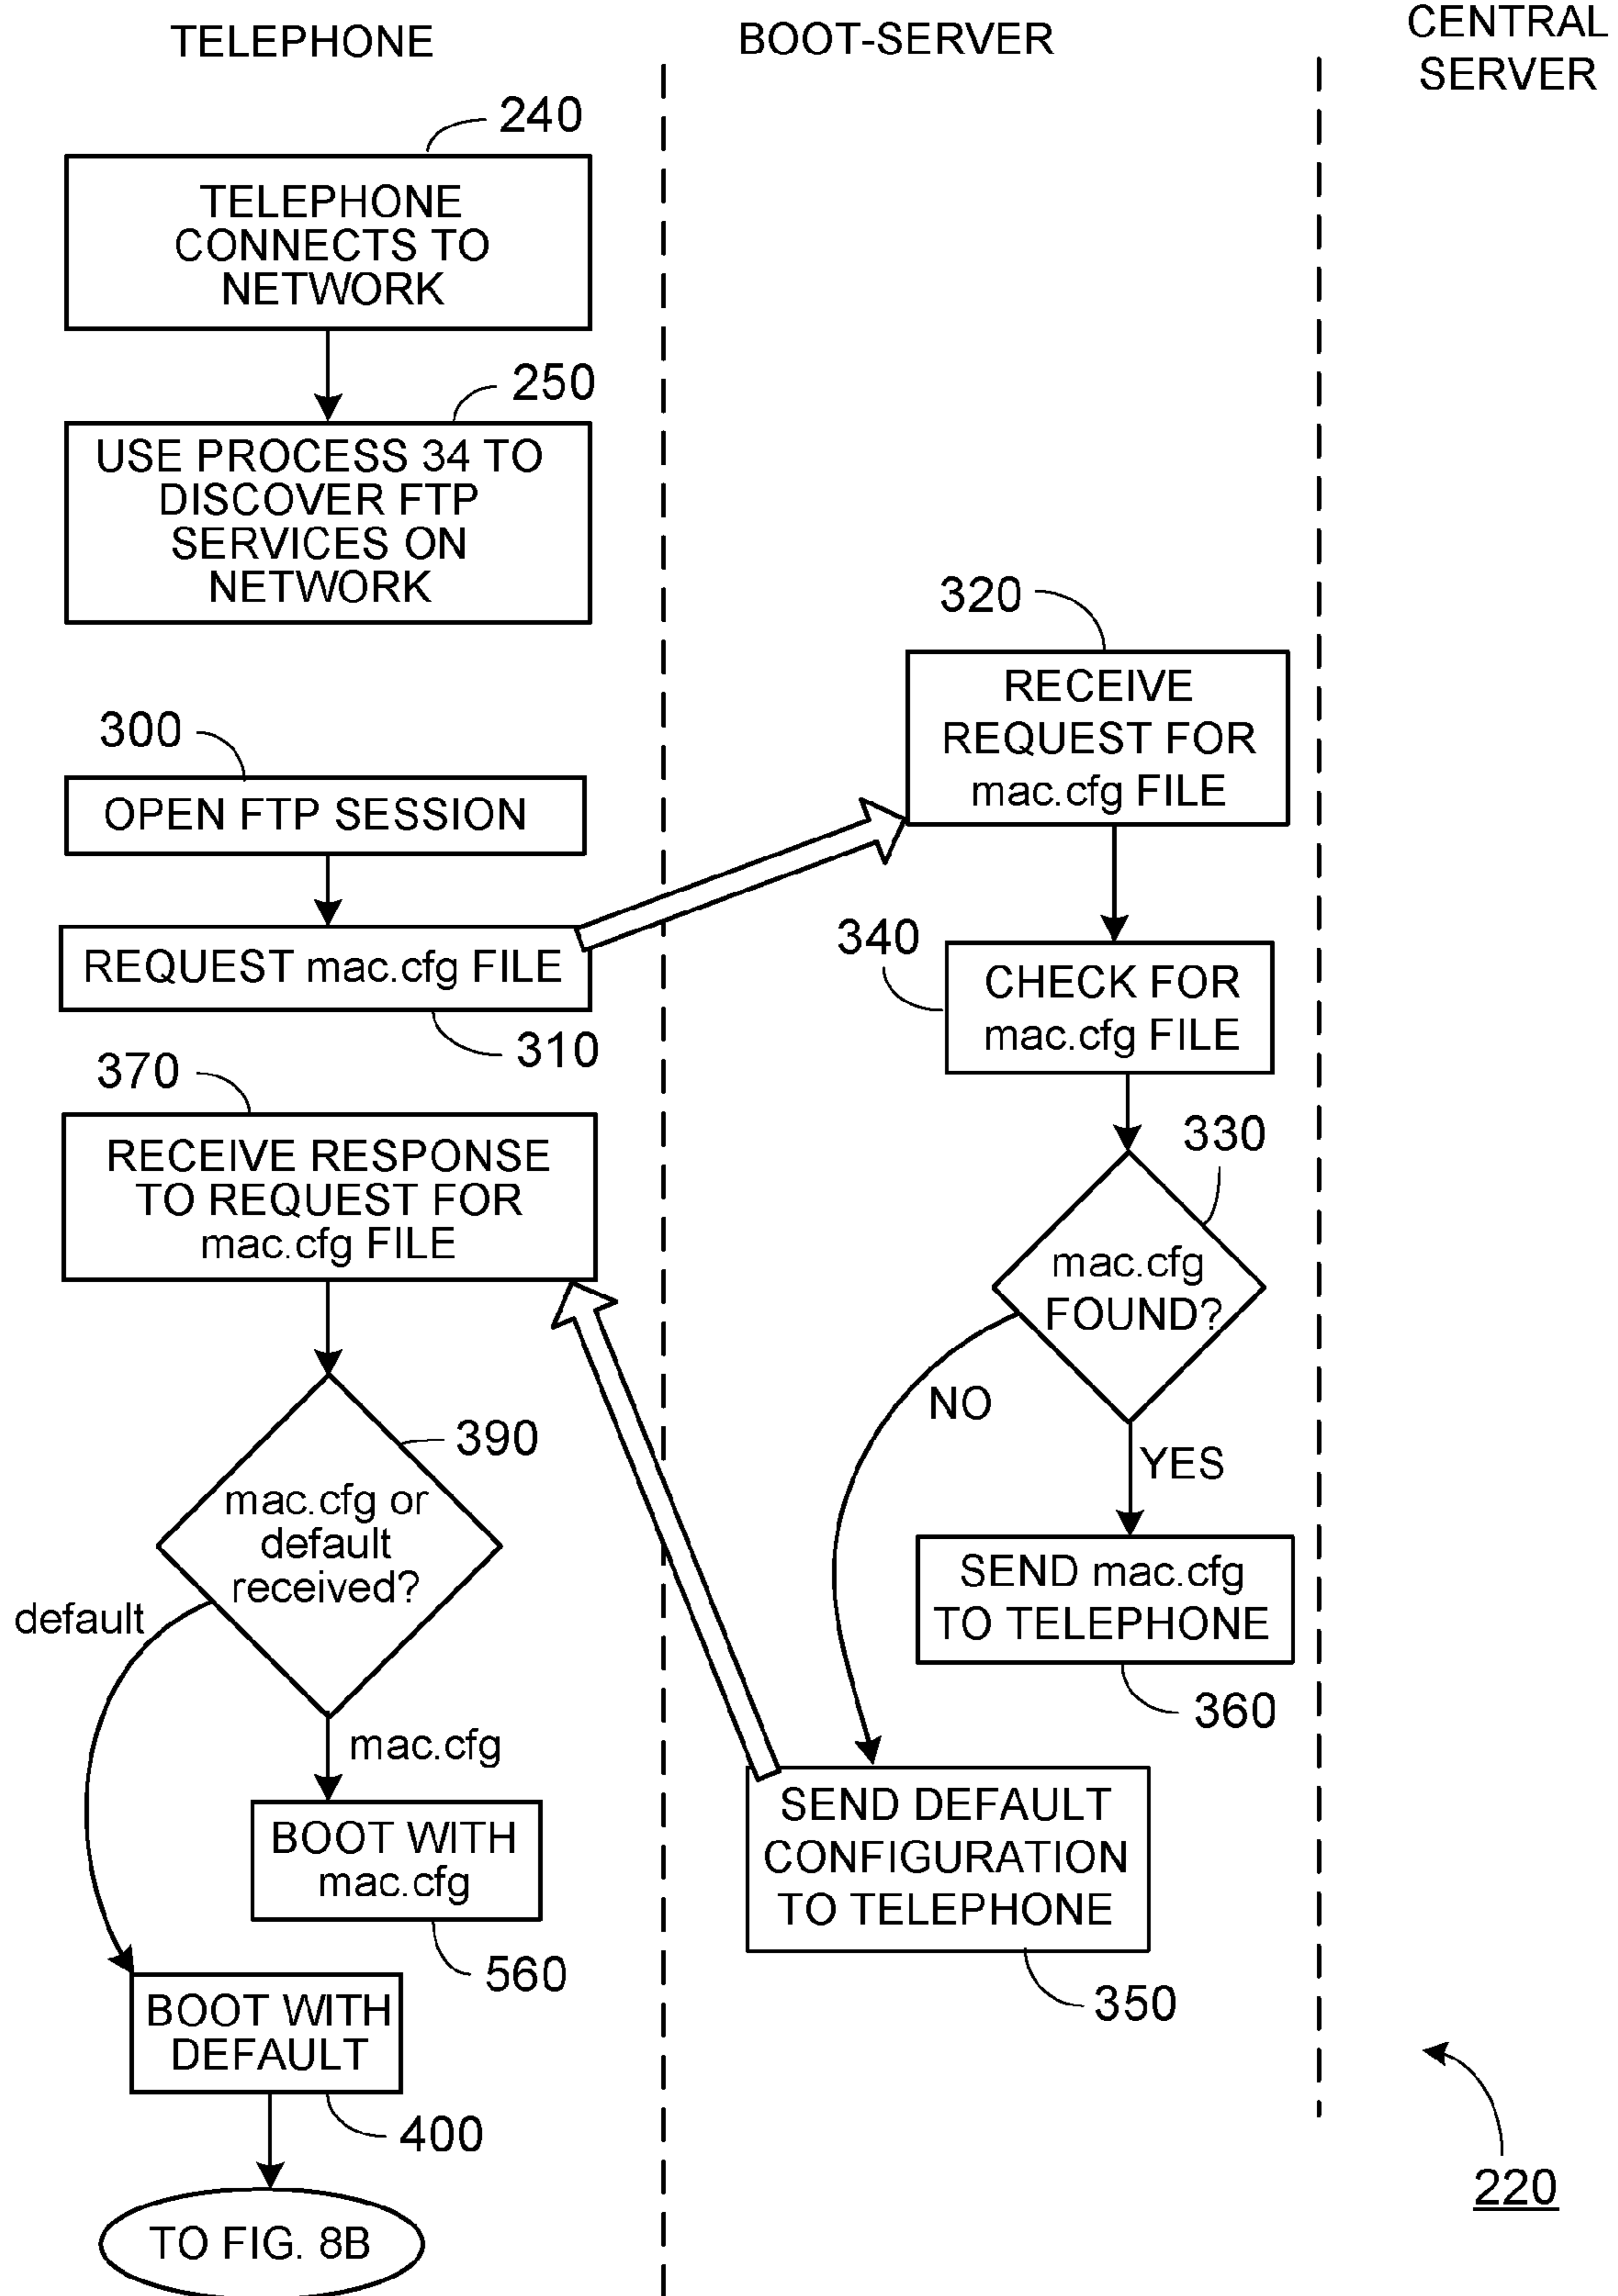 TELEPHONE
BOOT-SERVER
CENTRAL
SERVER
240
TELEPHONE
CONNECTS TO
NETWORK
250
USE PROCESS 34 TO
DISCOVER FTP
SERVICES ON
NETWORK
300
OPEN FTP SESSION
REQUEST mac.cfg FILE
310
320
RECEIVE
REQUEST FOR
mac.cfg FILE
340
CHECK FOR
mac.cfg FILE
330
mac.cfg
FOUND?
NO
YES
SEND mac.cfg
TO TELEPHONE
360
SEND DEFAULT
CONFIGURATION
TO TELEPHONE
350
370
RECEIVE RESPONSE
TO REQUEST FOR
mac.cfg FILE
390
mac.cfg or
default
received?
default
mac.cfg
BOOT WITH
mac.cfg
560
BOOT WITH
DEFAULT
400
TO FIG. 8B
220